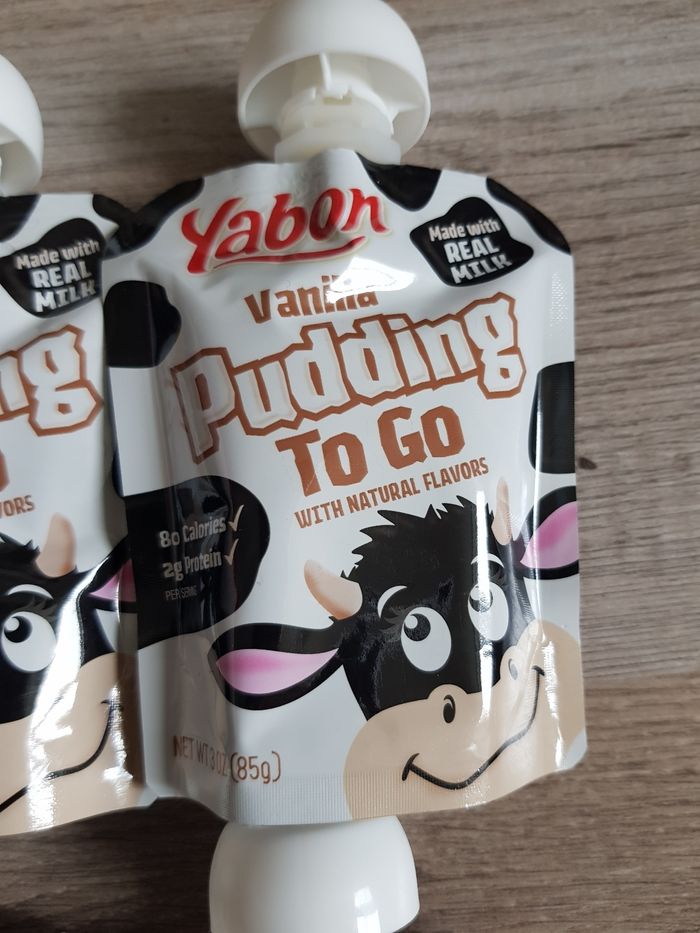 Yabon
Made with
REAL
MILK
Vanilla
Pudding
To Go
WITH NATURAL FLAVORS
80 Calories ✓
2g Protein ✓
PER SERVING
NET WT 3 OZ (85g)
Made with
REAL
MILK
ng
VORS